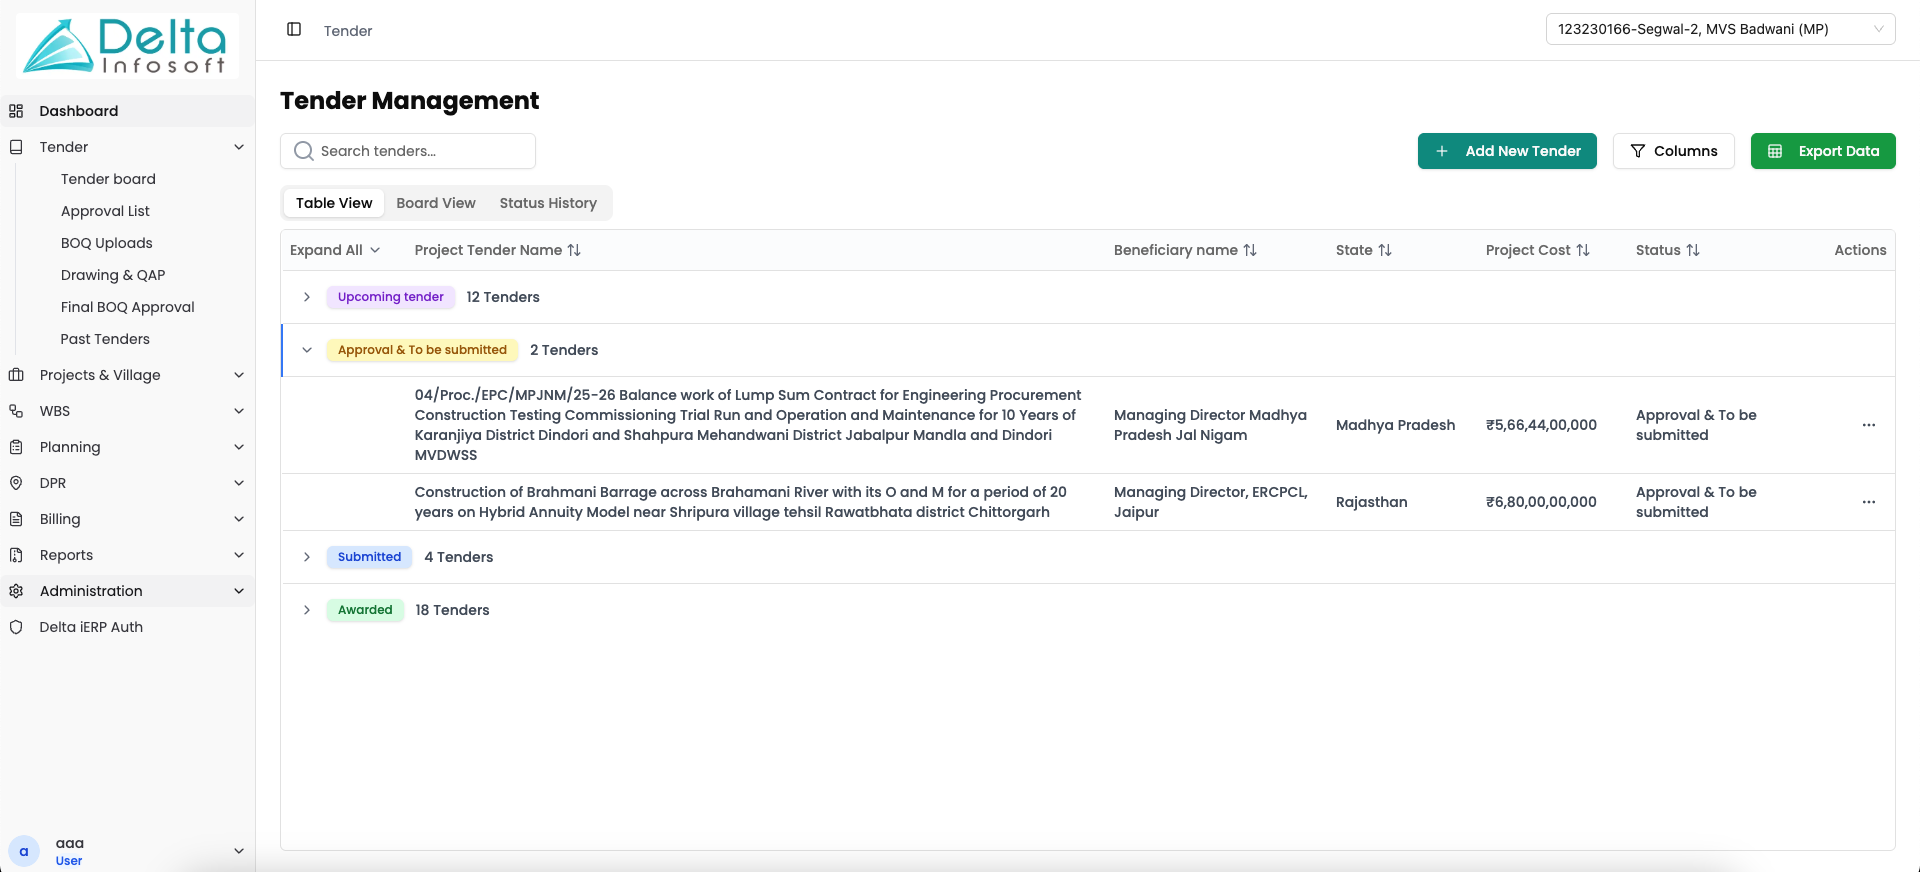 Delta
Infosoft
Dashboard
Tender
Tender board
Approval List
BOQ Uploads
Drawing & QAP
Final BOQ Approval
Past Tenders
Projects & Village
WBS
Planning
DPR
Billing
Reports
Administration
Delta iERP Auth
a
aaa
User
Tender
123230166-Segwal-2, MVS Badwani (MP)
Tender Management
Search tenders...
Add New Tender
Columns
Export Data
Table View
Board View
Status History
Expand All
Project Tender Name
Beneficiary name
State
Project Cost
Status
Actions
Upcoming tender
12 Tenders
Approval & To be submitted
2 Tenders
04/Proc./EPC/MPJNM/25-26 Balance work of Lump Sum Contract for Engineering Procurement
Construction Testing Commissioning Trial Run and Operation and Maintenance for 10 Years of
Karanjiya District Dindori and Shahpura Mehandwani District Jabalpur Mandla and Dindori
MVDWSS
Managing Director Madhya
Pradesh Jal Nigam
Madhya Pradesh
₹5,66,44,00,000
Approval & To be
submitted
Construction of Brahmani Barrage across Brahamani River with its O and M for a period of 20
years on Hybrid Annuity Model near Shripura village tehsil Rawatbhata district Chittorgarh
Managing Director, ERCPCL,
Jaipur
Rajasthan
₹6,80,00,00,000
Approval & To be
submitted
Submitted
4 Tenders
Awarded
18 Tenders